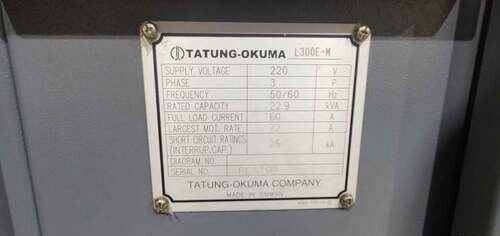 TATUNG-OKUMA L300E-M
SUPPLY VOLTAGE 220 V
PHASE 3 P
FREQUENCY 50/60 Hz
RATED CAPACITY 22.9 kVA
FULL LOAD CURRENT 60 A
LARGEST MOT. RATE A
SHORT CIRCUIT RATINGS
(INTERRUP.CAP.) 25 kA
DIAGRAM NO.
SERIAL NO.
TATUNG-OKUMA COMPANY
MADE IN TAIWAN